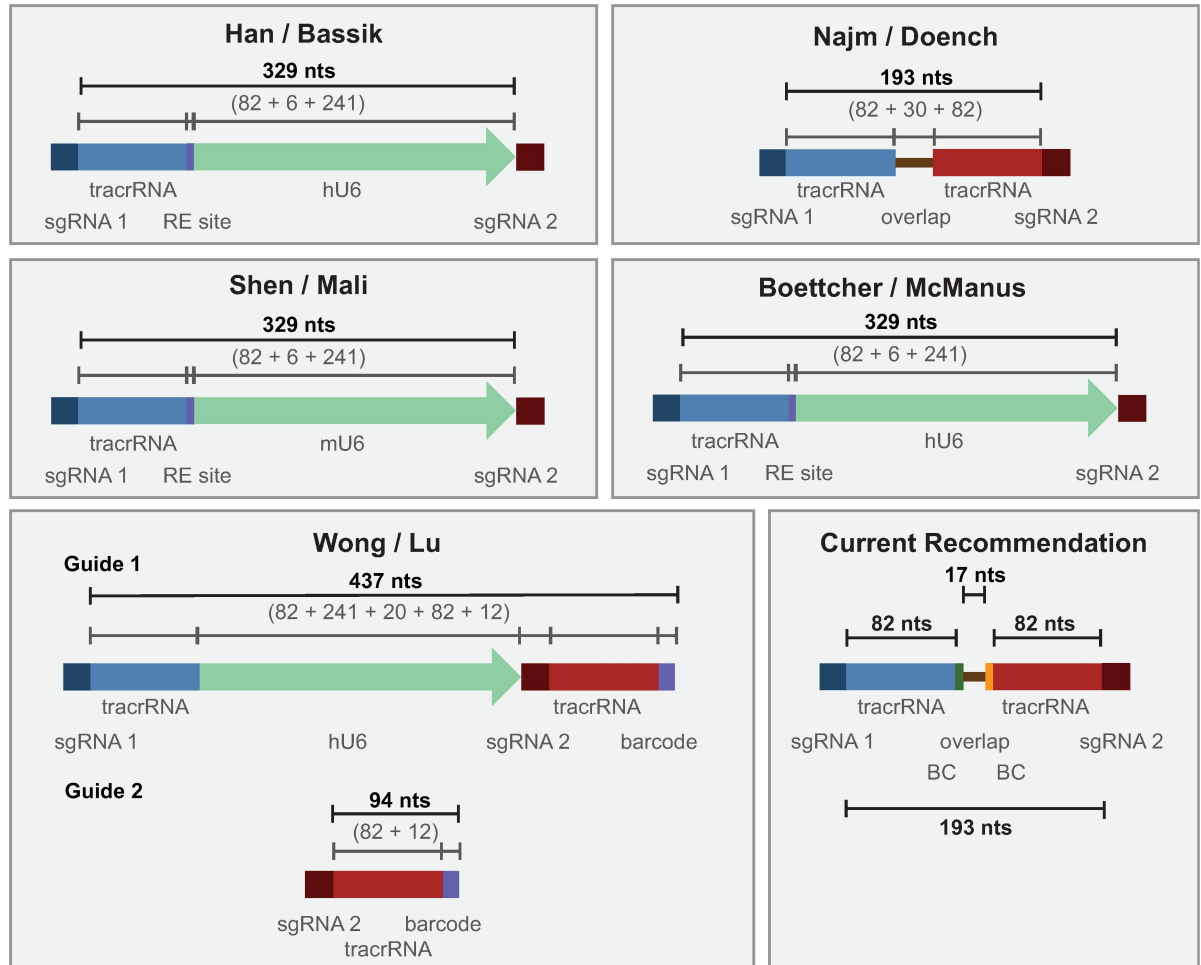 Han / Bassik
329 nts
(82 + 6 + 241)
tracrRNA hU6
sgRNA 1 RE site sgRNA 2
Najm / Doench
193 nts
(82 + 30 + 82)
tracrRNA tracrRNA
sgRNA 1 overlap sgRNA 2
Shen / Mali
329 nts
(82 + 6 + 241)
tracrRNA mU6
sgRNA 1 RE site sgRNA 2
Boettcher / McManus
329 nts
(82 + 6 + 241)
tracrRNA hU6
sgRNA 1 RE site sgRNA 2
Wong / Lu
Guide 1
437 nts
(82 + 241 + 20 + 82 + 12)
tracrRNA tracrRNA
sgRNA 1 hU6 sgRNA 2 barcode
Guide 2
94 nts
(82 + 12)
sgRNA 2 barcode
tracrRNA
Current Recommendation
17 nts
82 nts 82 nts
tracrRNA tracrRNA
sgRNA 1 overlap sgRNA 2
BC BC
193 nts